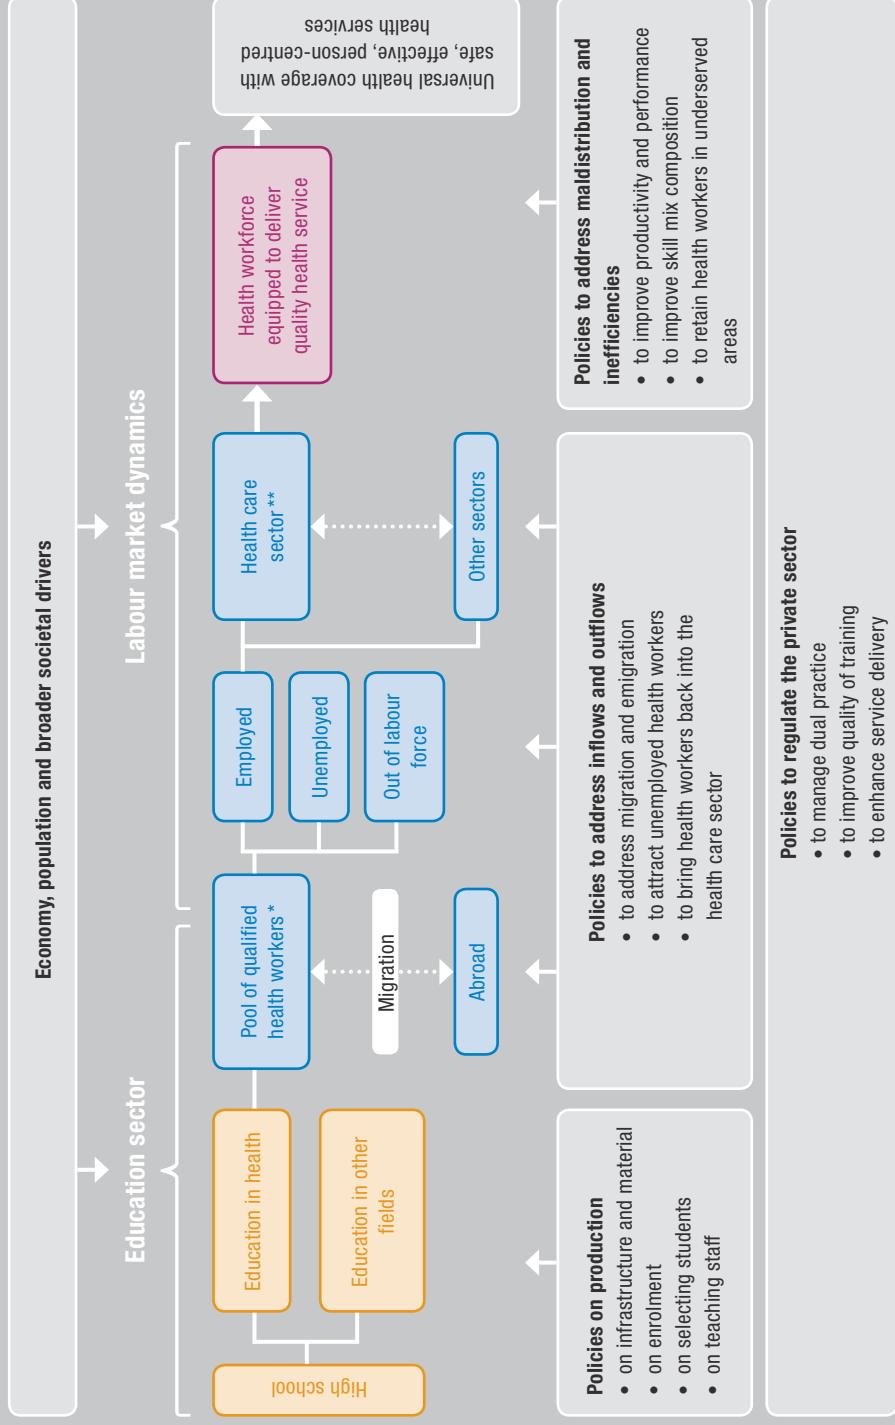 Economy, population and broader societal drivers
Education sector
Labour market dynamics
High school
Education in health
Education in other
fields
Pool of qualified
health workers *
Migration
Abroad
Employed
Unemployed
Out of labour
force
Health care
sector **
Other sectors
Health workforce
equipped to deliver
quality health service
Universal health coverage with
safe, effective, person-centred
health services
Policies on production
• on infrastructure and material
• on enrolment
• on selecting students
• on teaching staff
Policies to address inflows and outflows
• to address migration and emigration
• to attract unemployed health workers
• to bring health workers back into the
health care sector
Policies to address maldistribution and
inefficiencies
• to improve productivity and performance
• to improve skill mix composition
• to retain health workers in underserved
areas
Policies to regulate the private sector
• to manage dual practice
• to improve quality of training
• to enhance service delivery